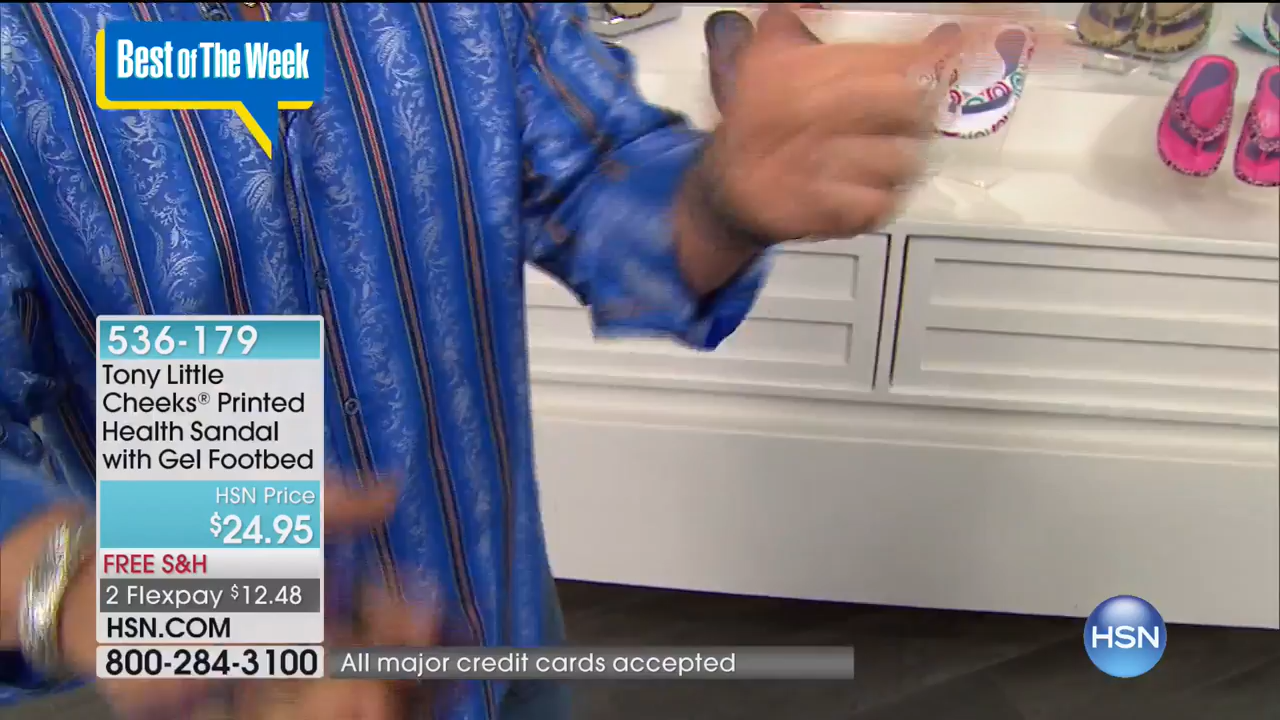 BEST OF THE WEEK
536-179
Tony Little
Cheeks® Printed
Health Sandal
with Gel Footbed
HSN Price
$24.95
FREE S&H
2 Flexpay $12.48
HSN.COM
800-284-3100
All major credit cards accepted
HSN